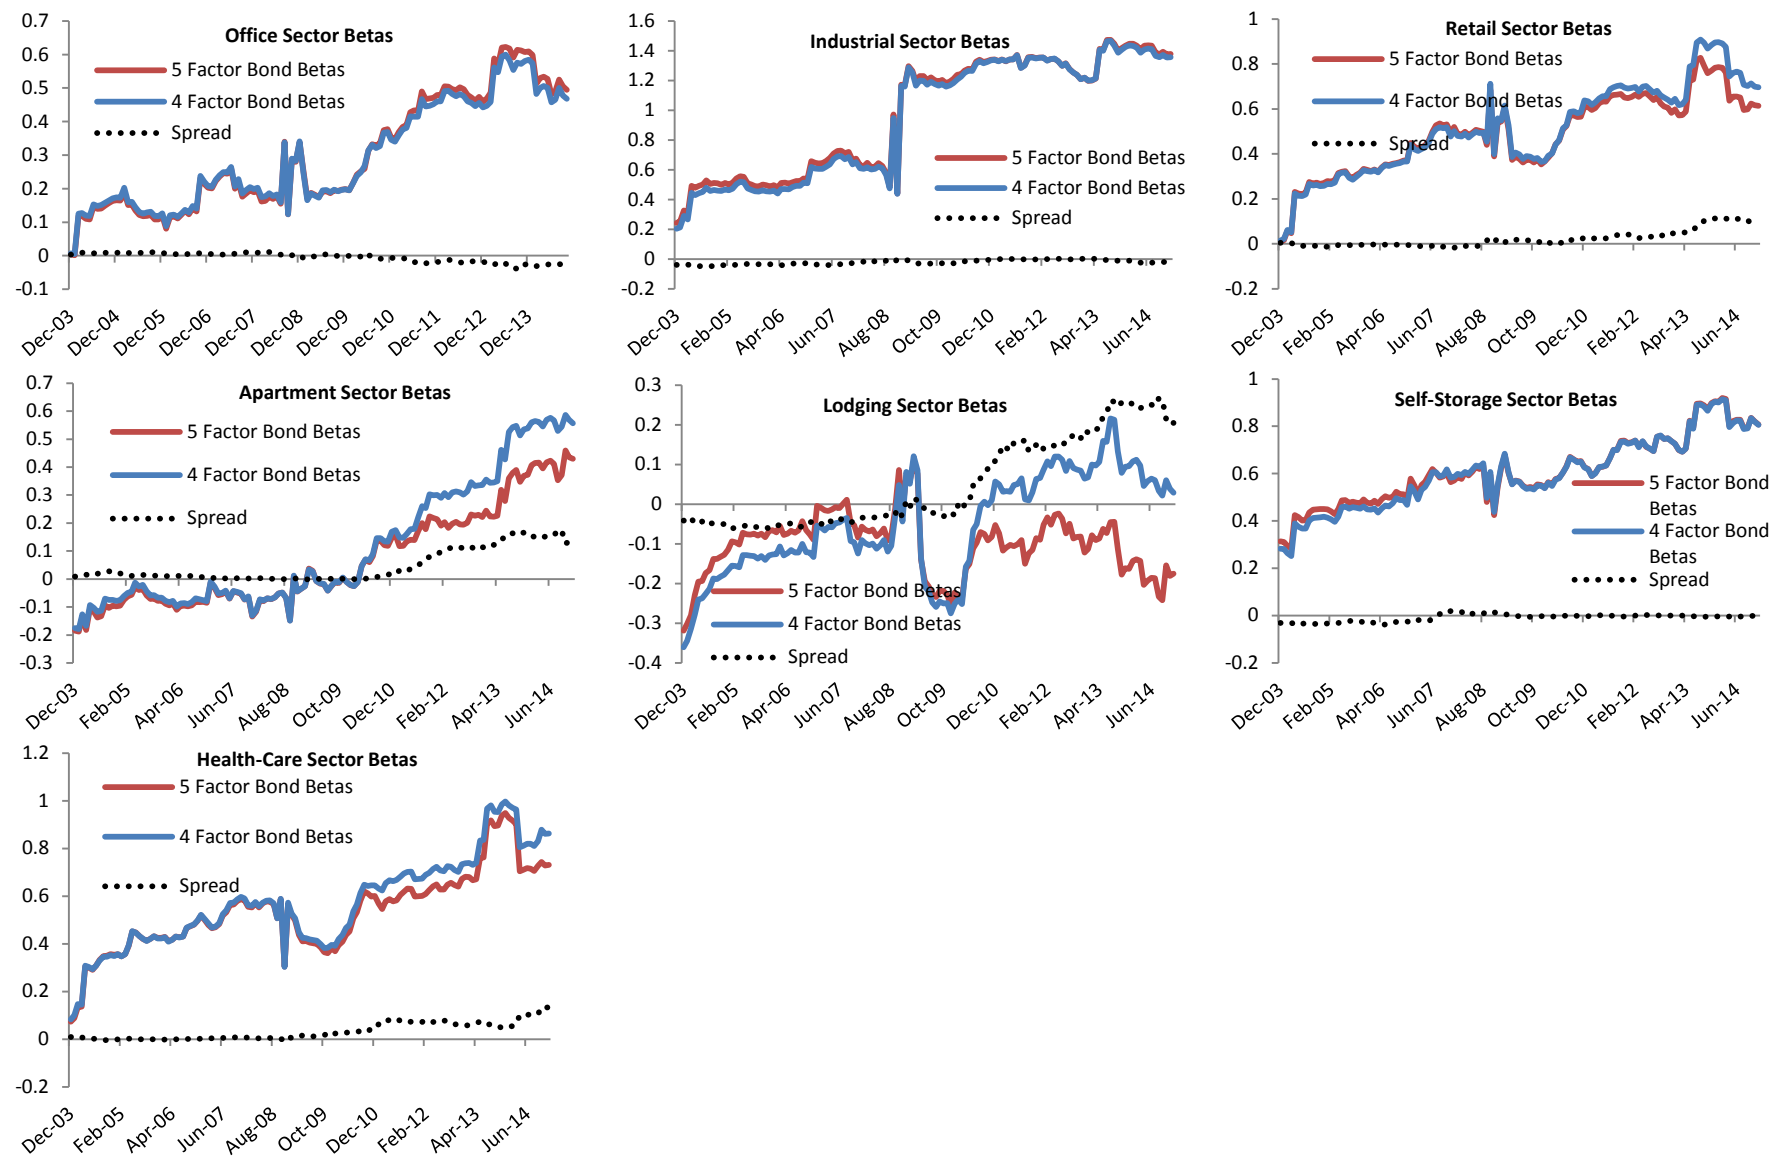 Office Sector Betas
5 Factor Bond Betas
4 Factor Bond Betas
Spread
0.7
0.6
0.5
0.4
0.3
0.2
0.1
0
-0.1
Dec-03
Dec-04
Dec-05
Dec-06
Dec-07
Dec-08
Dec-09
Dec-10
Dec-11
Dec-12
Dec-13
Industrial Sector Betas
5 Factor Bond Betas
4 Factor Bond Betas
Spread
1.6
1.4
1.2
1
0.8
0.6
0.4
0.2
0
-0.2
Dec-03
Feb-05
Apr-06
Jun-07
Aug-08
Oct-09
Dec-10
Feb-12
Apr-13
Jun-14
Retail Sector Betas
5 Factor Bond Betas
4 Factor Bond Betas
Spread
1
0.8
0.6
0.4
0.2
0
-0.2
Dec-03
Feb-05
Apr-06
Jun-07
Aug-08
Oct-09
Dec-10
Feb-12
Apr-13
Jun-14
Apartment Sector Betas
5 Factor Bond Betas
4 Factor Bond Betas
Spread
0.7
0.6
0.5
0.4
0.3
0.2
0.1
0
-0.1
-0.2
-0.3
Dec-03
Feb-05
Apr-06
Jun-07
Aug-08
Oct-09
Dec-10
Feb-12
Apr-13
Jun-14
Lodging Sector Betas
5 Factor Bond Betas
4 Factor Bond Betas
Spread
0.3
0.2
0.1
0
-0.1
-0.2
-0.3
-0.4
Dec-03
Feb-05
Apr-06
Jun-07
Aug-08
Oct-09
Dec-10
Feb-12
Apr-13
Jun-14
Self-Storage Sector Betas
5 Factor Bond
Betas
4 Factor Bond
Betas
Spread
1
0.8
0.6
0.4
0.2
0
-0.2
Dec-03
Feb-05
Apr-06
Jun-07
Aug-08
Oct-09
Dec-10
Feb-12
Apr-13
Jun-14
Health-Care Sector Betas
5 Factor Bond Betas
4 Factor Bond Betas
Spread
1.2
1
0.8
0.6
0.4
0.2
0
-0.2
Dec-03
Feb-05
Apr-06
Jun-07
Aug-08
Oct-09
Dec-10
Feb-12
Apr-13
Jun-14